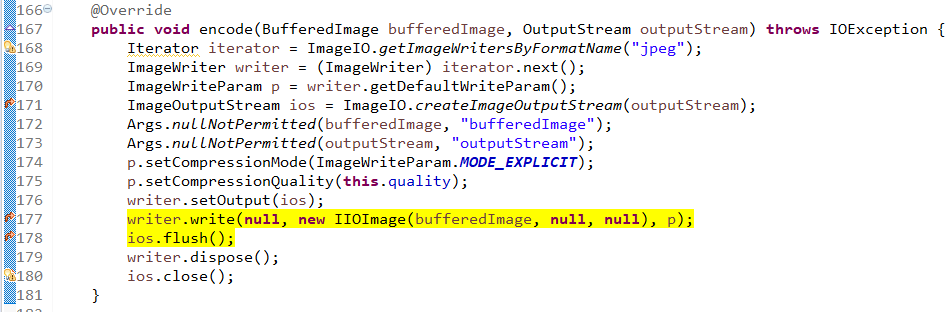 166 @Override
167 public void encode(BufferedImage bufferedImage, OutputStream outputStream) throws IOException {
168 Iterator iterator = ImageIO.getImageWritersByFormatName("jpeg");
169 ImageWriter writer = (ImageWriter) iterator.next();
170 ImageWriteParam p = writer.getDefaultWriteParam();
171 ImageOutputStream ios = ImageIO.createImageOutputStream(outputStream);
172 Args.nullNotPermitted(bufferedImage, "bufferedImage");
173 Args.nullNotPermitted(outputStream, "outputStream");
174 p.setCompressionMode(ImageWriteParam.MODE_EXPLICIT);
175 p.setCompressionQuality(this.quality);
176 writer.setOutput(ios);
177 writer.write(null, new IIOImage(bufferedImage, null, null), p);
178 ios.flush();
179 writer.dispose();
180 ios.close();
181 }